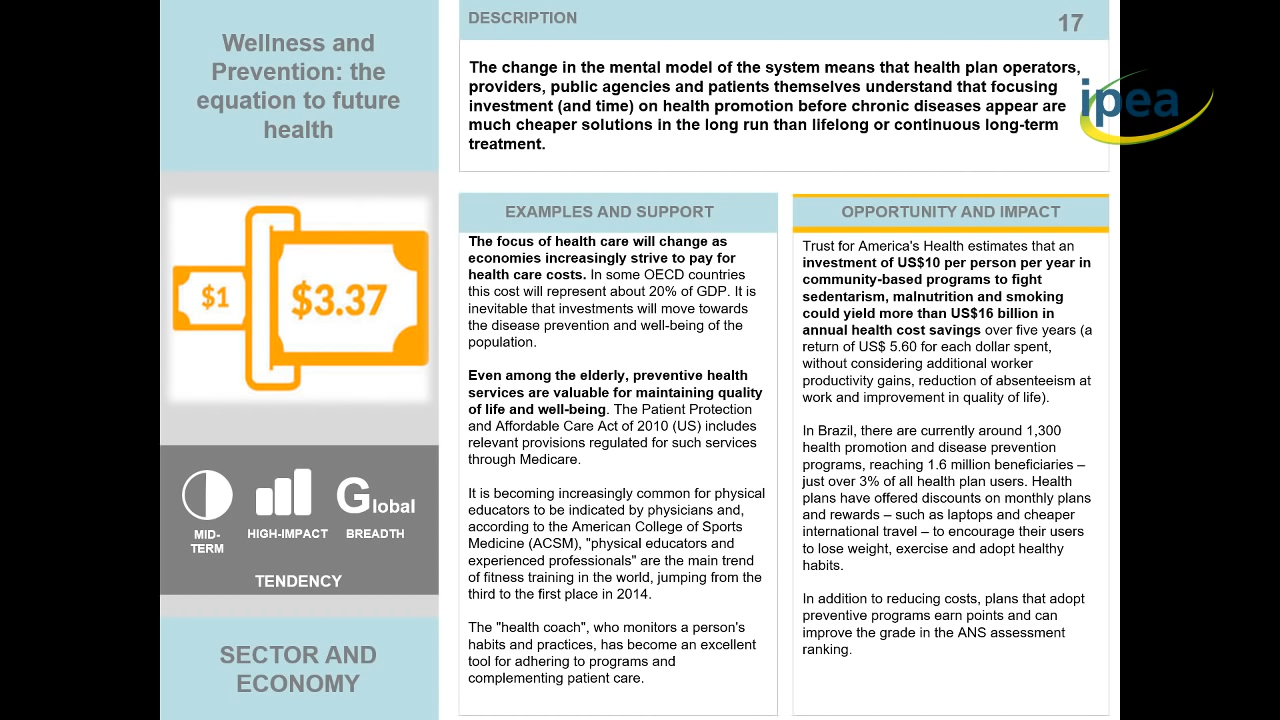 Wellness and
Prevention: the
equation to future
health
$1
$3.37
MID-
TERM
HIGH-IMPACT
Global
BREADTH
TENDENCY
SECTOR AND
ECONOMY
DESCRIPTION
17
The change in the mental model of the system means that health plan operators,
providers, public agencies and patients themselves understand that focusing
investment (and time) on health promotion before chronic diseases appear are
much cheaper solutions in the long run than lifelong or continuous long-term
treatment.
ipea
EXAMPLES AND SUPPORT
The focus of health care will change as
economies increasingly strive to pay for
health care costs. In some OECD countries
this cost will represent about 20% of GDP. It is
inevitable that investments will move towards
the disease prevention and well-being of the
population.
Even among the elderly, preventive health
services are valuable for maintaining quality
of life and well-being. The Patient Protection
and Affordable Care Act of 2010 (US) includes
relevant provisions regulated for such services
through Medicare.
It is becoming increasingly common for physical
educators to be indicated by physicians and,
according to the American College of Sports
Medicine (ACSM), "physical educators and
experienced professionals" are the main trend
of fitness training in the world, jumping from the
third to the first place in 2014.
The "health coach", who monitors a person's
habits and practices, has become an excellent
tool for adhering to programs and
complementing patient care.
OPPORTUNITY AND IMPACT
Trust for America's Health estimates that an
investment of US$10 per person per year in
community-based programs to fight
sedentarism, malnutrition and smoking
could yield more than US$16 billion in
annual health cost savings over five years (a
return of US$ 5.60 for each dollar spent,
without considering additional worker
productivity gains, reduction of absenteeism at
work and improvement in quality of life).
In Brazil, there are currently around 1,300
health promotion and disease prevention
programs, reaching 1.6 million beneficiaries –
just over 3% of all health plan users. Health
plans have offered discounts on monthly plans
and rewards – such as laptops and cheaper
international travel – to encourage their users
to lose weight, exercise and adopt healthy
habits.
In addition to reducing costs, plans that adopt
preventive programs earn points and can
improve the grade in the ANS assessment
ranking.